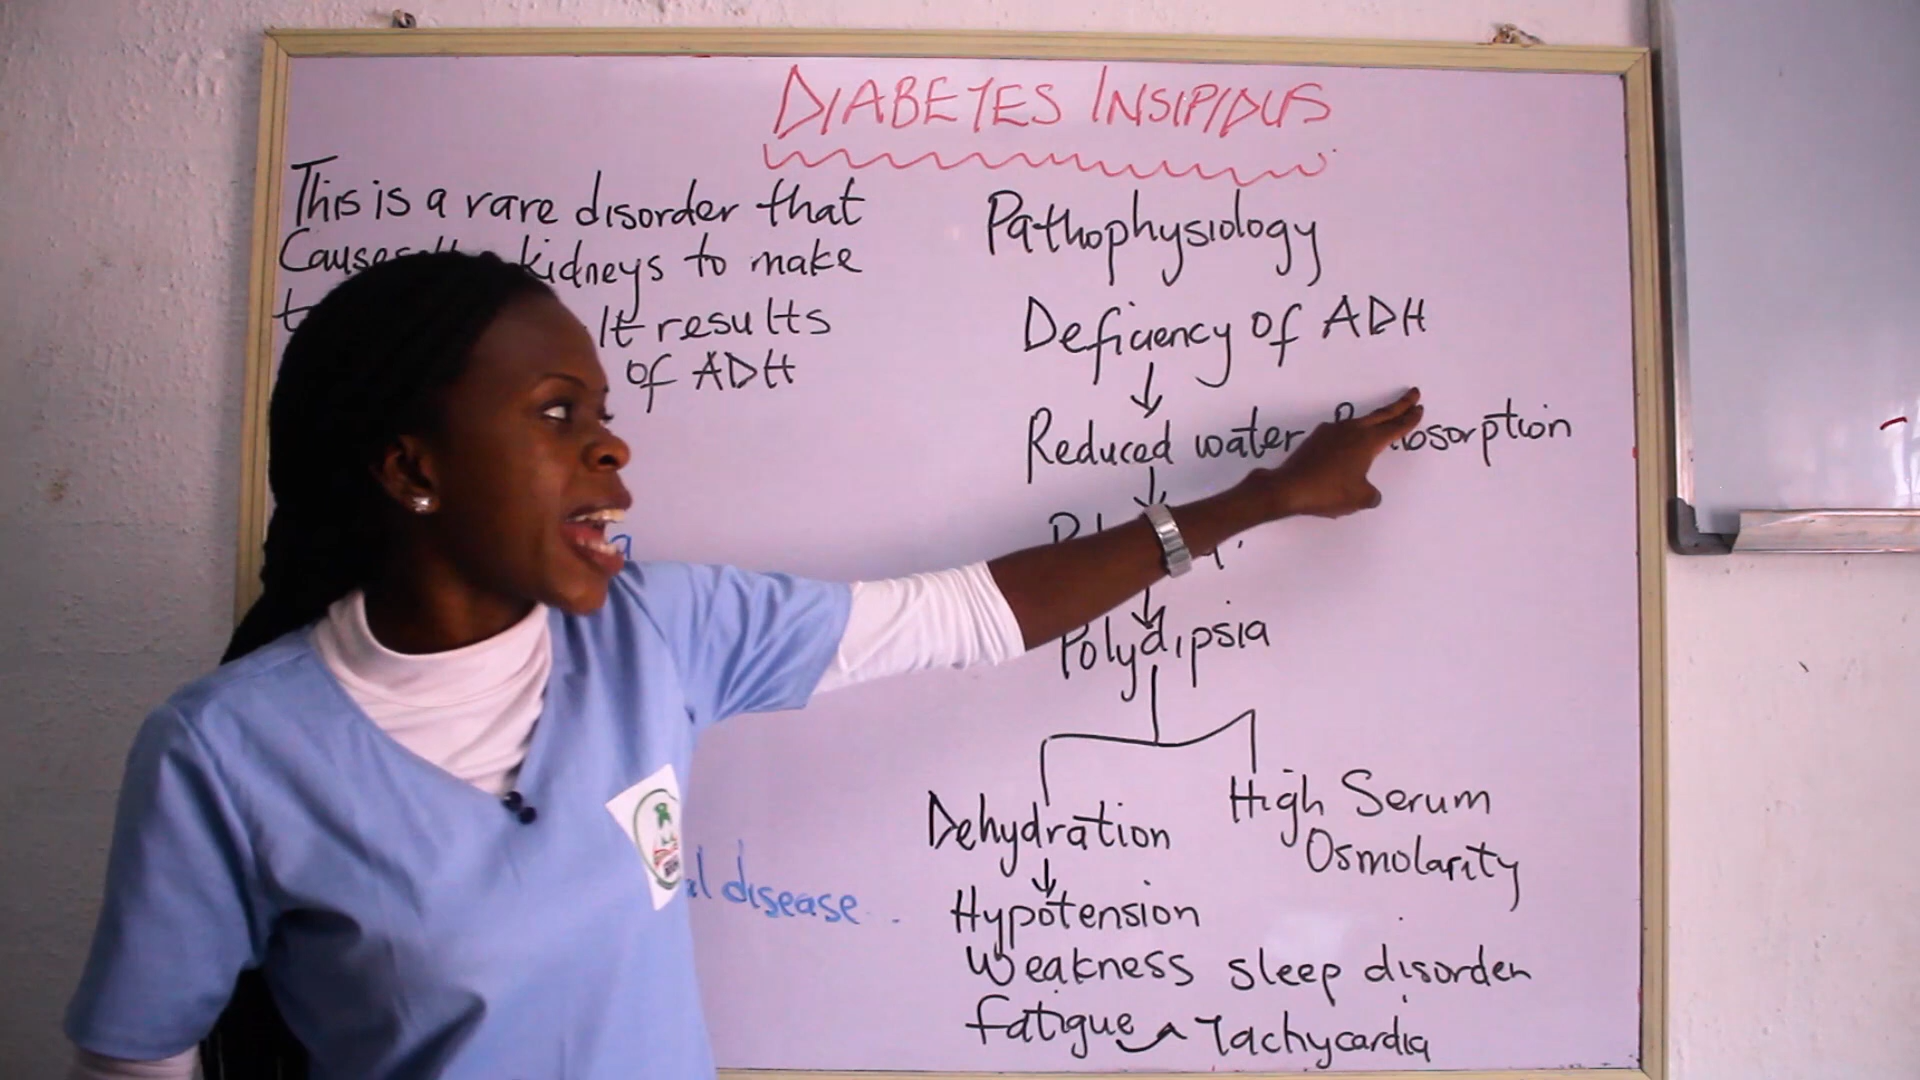 DIABETES INSIPIDUS
This is a rare disorder that
Causes kidneys to make
It results
of ADH
disease
Pathophysiology
Deficiency of ADH
Reduced water
Polydipsia
Dehydration
High Serum
Osmolarity
Hypotension
Weakness sleep disorder
fatigue Tachycardia